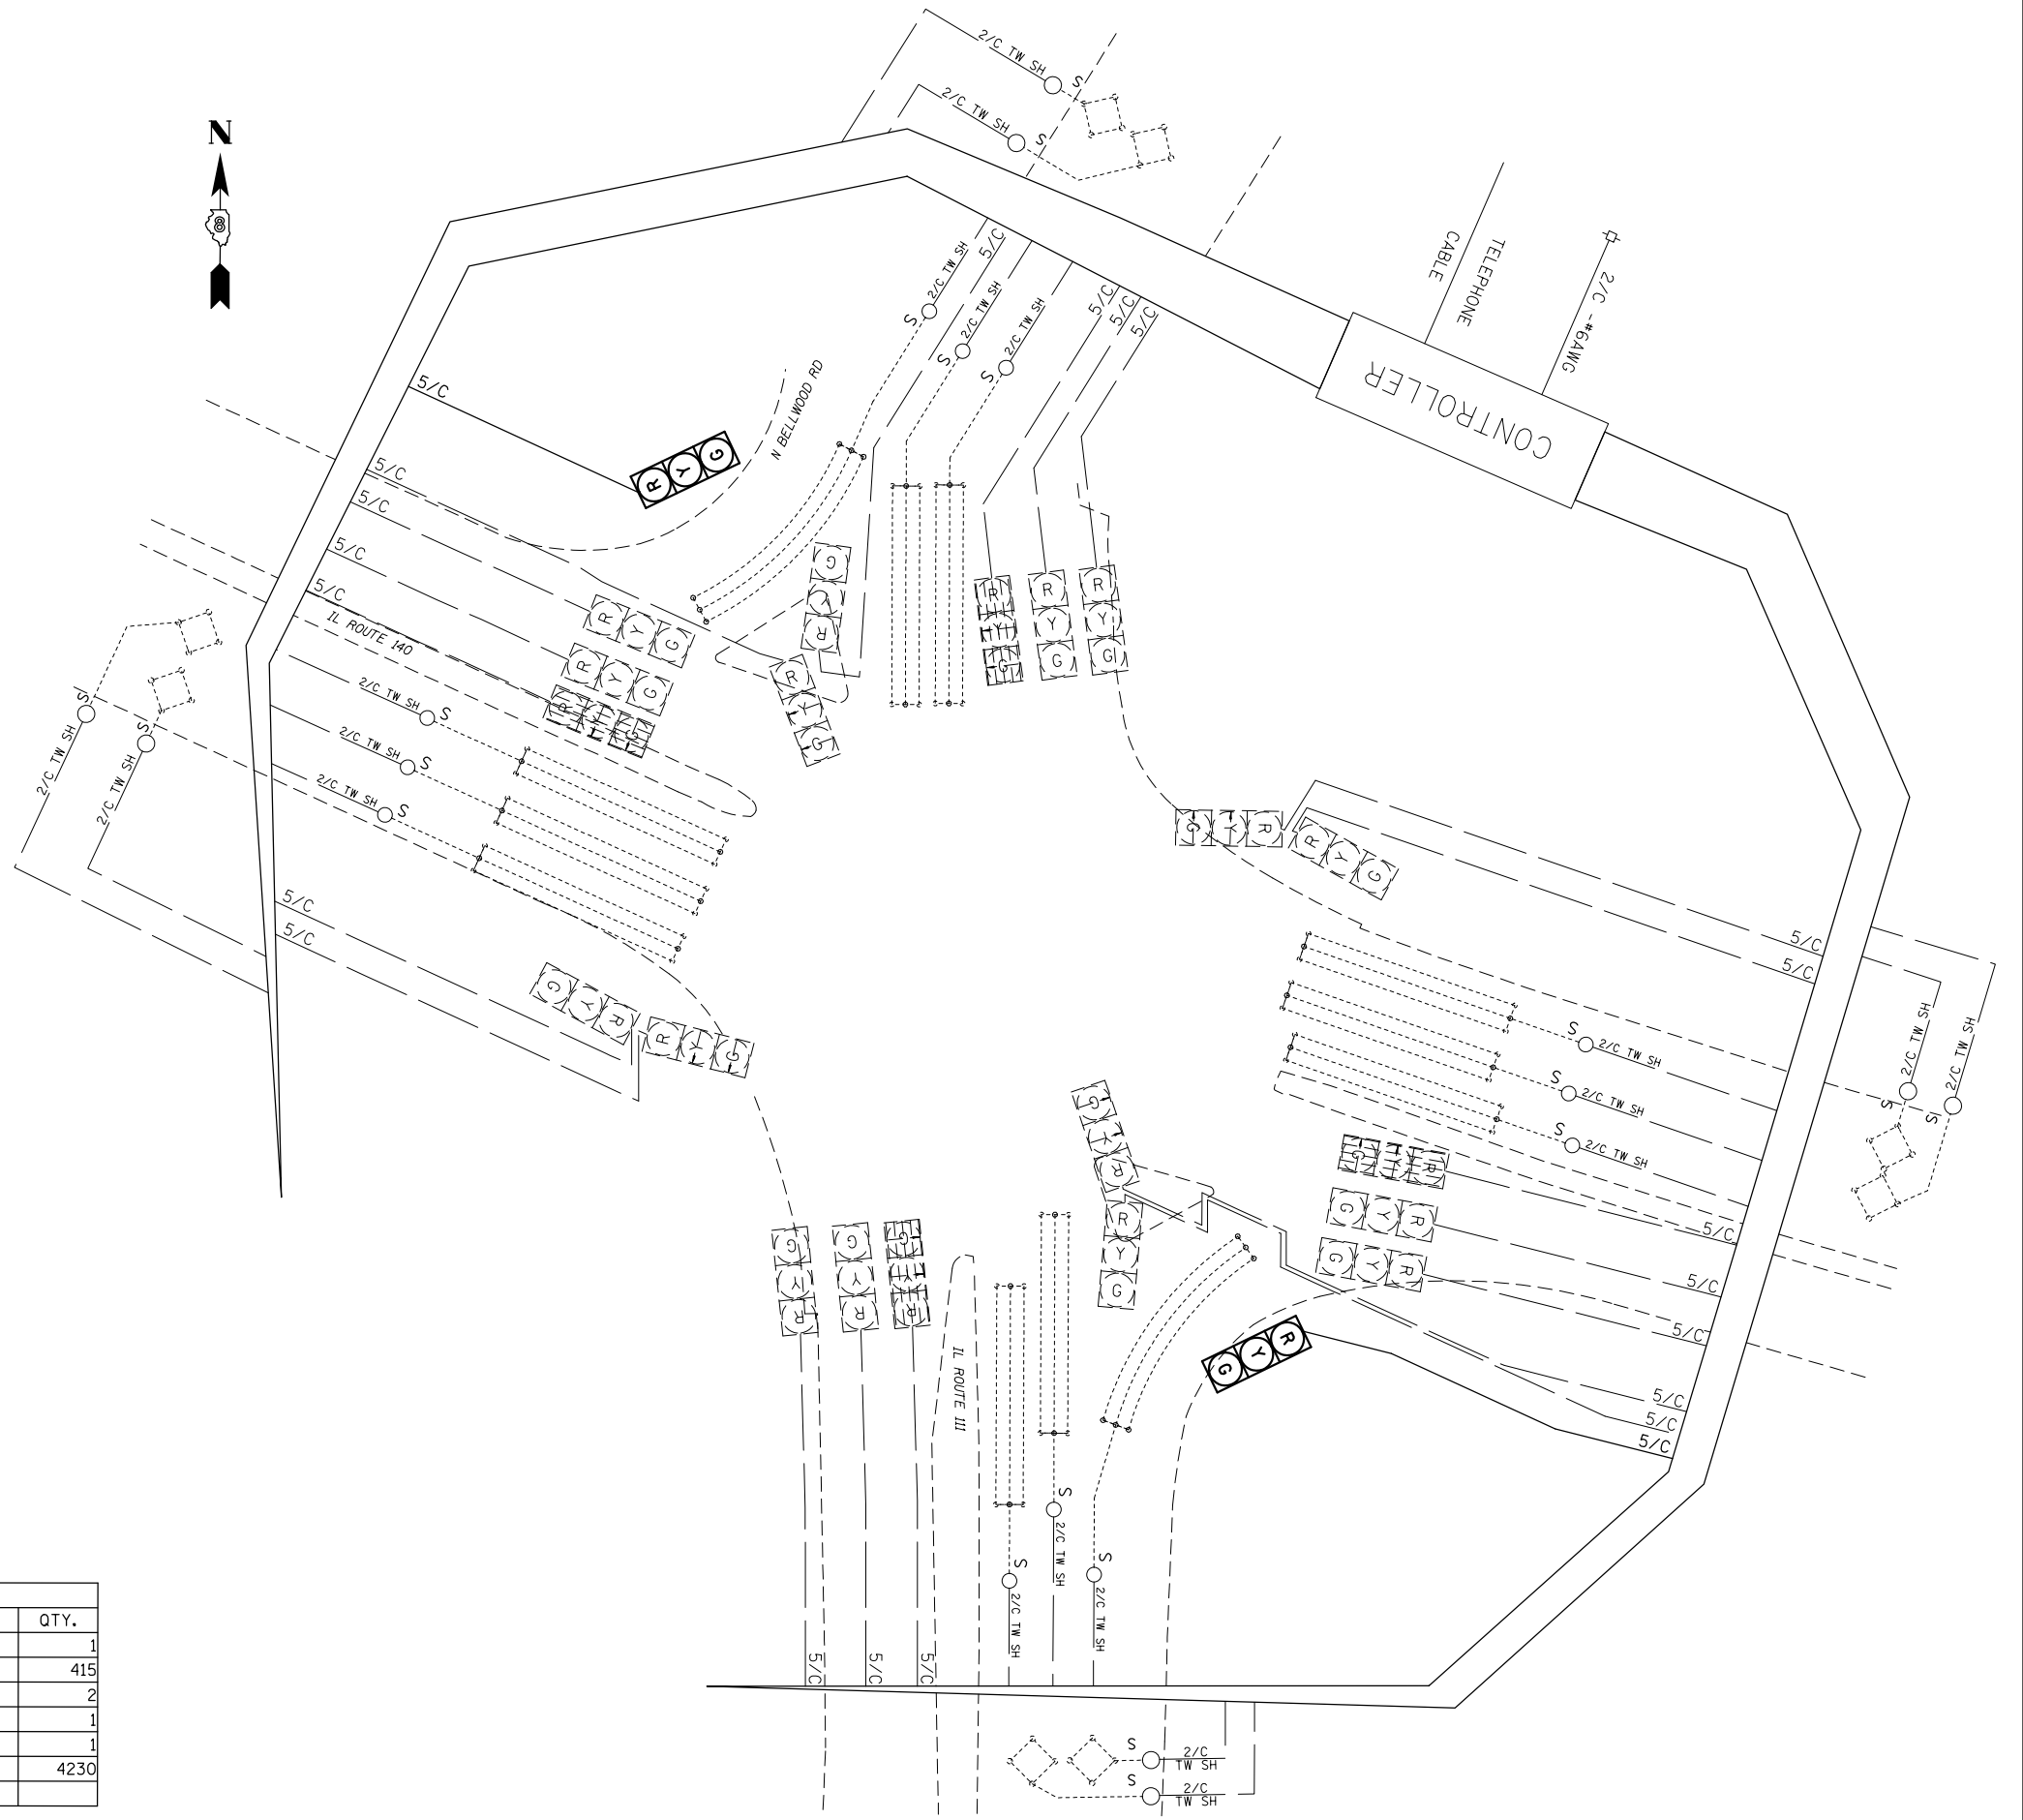 2/C TW SH
S
2/C TW SH
S
N
8
TELEPHONE
CABLE
2/C -#6AWG
CONTROLLER
2/C TW SH
S
5/C
2/C TW SH
S
2/C TW SH
S
5/C
5/C
5/C
5/C
R Y G
N BELLWOOD RD
5/C
5/C
5/C
5/C
IL ROUTE 140
R Y G
R Y G
R Y G
G Y R
R Y G
R Y G
R Y G
R Y G
2/C TW SH
S
2/C TW SH
S
2/C TW SH
S
2/C TW SH
S
2/C TW SH
S
G Y R
R Y G
5/C
5/C
5/C
5/C
G Y R
R Y G
S
2/C TW SH
S
2/C TW SH
S
2/C TW SH
2/C TW SH
S
2/C TW SH
S
G Y R
R Y G
G Y R
G Y R
G Y R
5/C
5/C
5/C
5/C
5/C
5/C
G Y R
G Y R
G Y R
G Y R
IL ROUTE 111
S
2/C TW SH
S
2/C TW SH
S
2/C TW SH
5/C
5/C
5/C
S
2/C
TW SH
S
2/C
TW SH
QTY.
1
415
2
1
1
4230